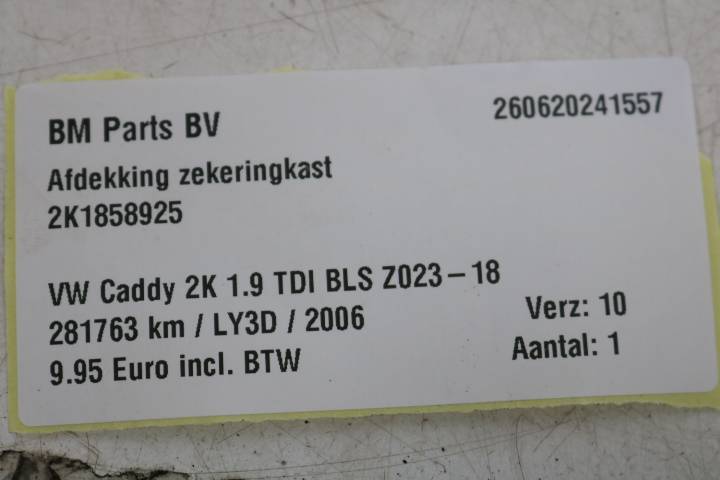 BM Parts BV
260620241557
Afdekking zekeringkast
2K1858925
VW Caddy 2K 1.9 TDI BLS Z023-18
281763 km / LY3D / 2006
Verz: 10
9.95 Euro incl. BTW
Aantal: 1